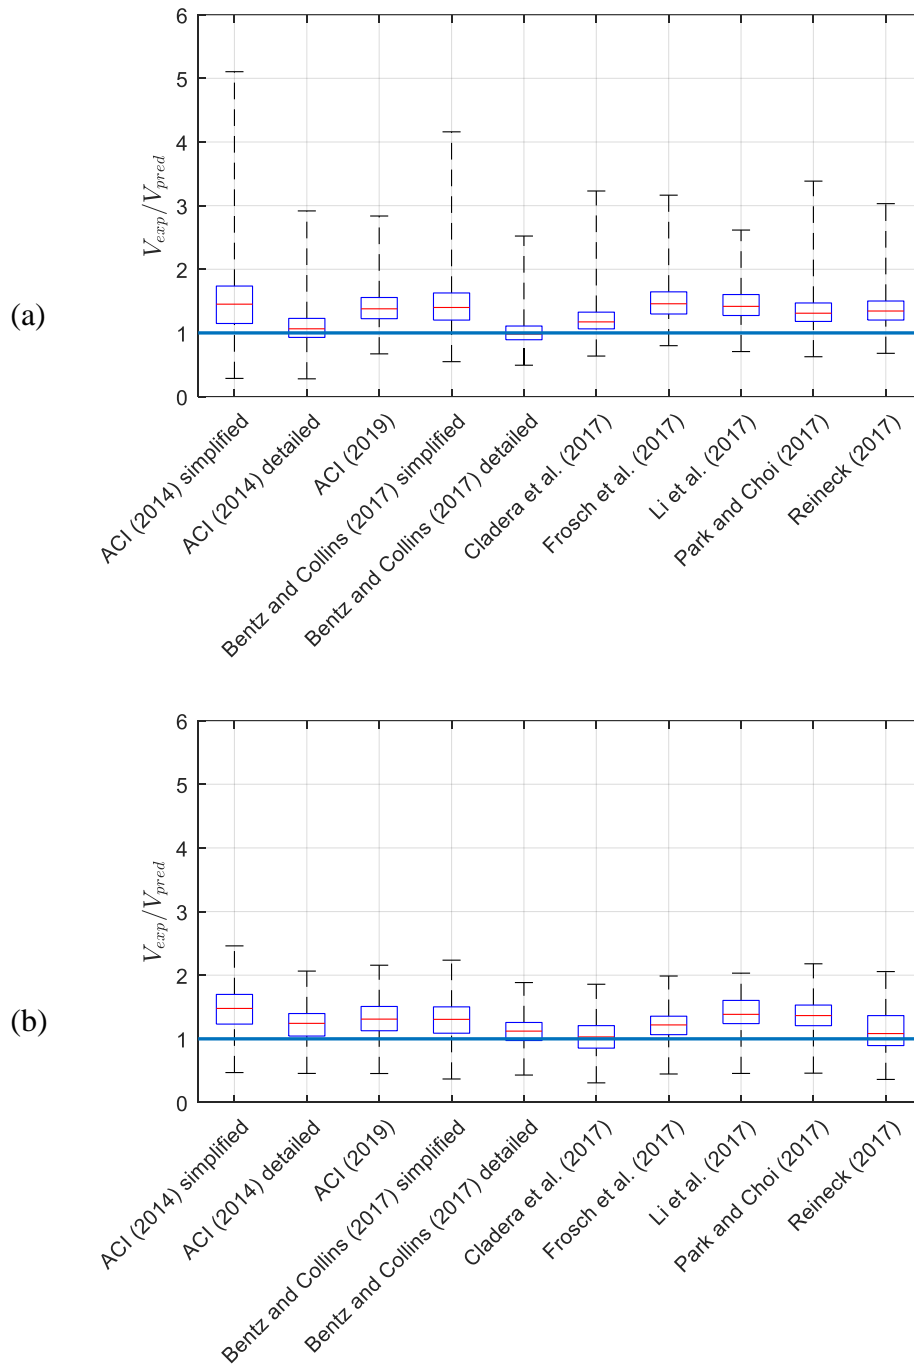 (a)
V_exp/V_pred
6
5
4
3
2
1
0
ACI (2014) simplified
ACI (2014) detailed
ACI (2019)
Bentz and Collins (2017) simplified
Bentz and Collins (2017) detailed
Cladera et al. (2017)
Frosch et al. (2017)
Li et al. (2017)
Park and Choi (2017)
Reineck (2017)
(b)
V_exp/V_pred
6
5
4
3
2
1
0
ACI (2014) simplified
ACI (2014) detailed
ACI (2019)
Bentz and Collins (2017) simplified
Bentz and Collins (2017) detailed
Cladera et al. (2017)
Frosch et al. (2017)
Li et al. (2017)
Park and Choi (2017)
Reineck (2017)